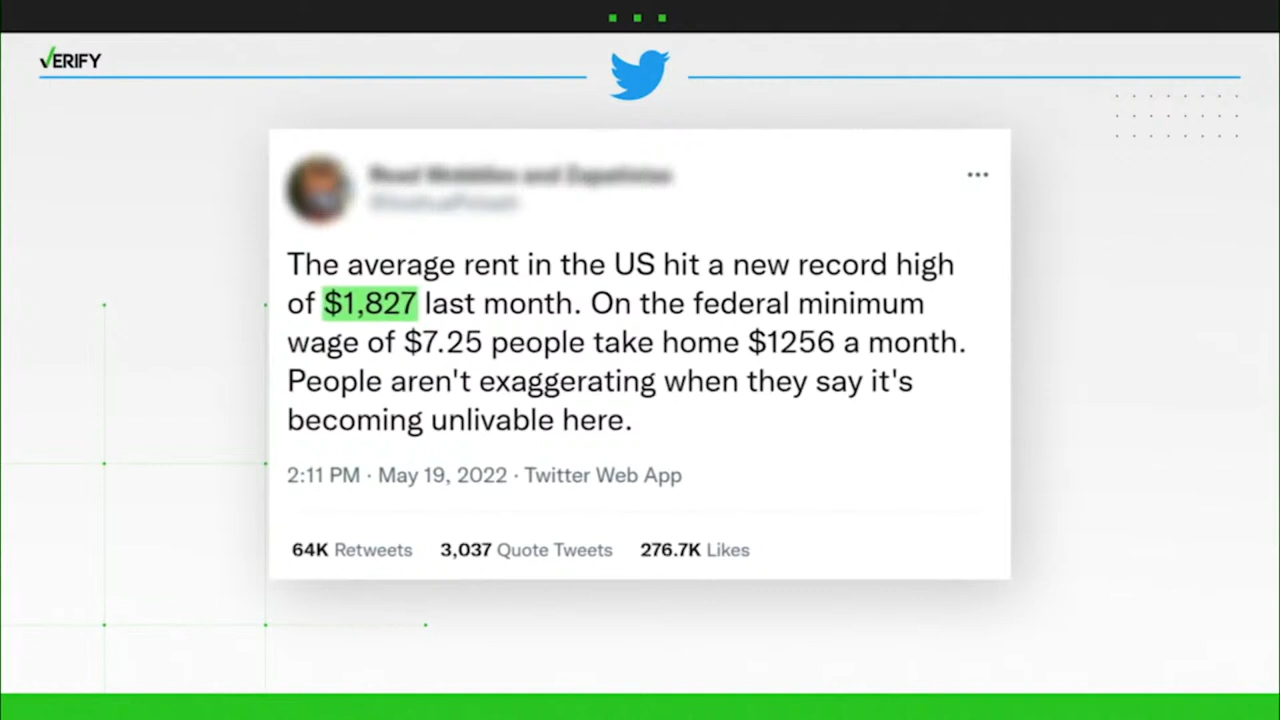 VERIFY
The average rent in the US hit a new record high
of $1,827 last month. On the federal minimum
wage of $7.25 people take home $1256 a month.
People aren't exaggerating when they say it's
becoming unlivable here.
2:11 PM · May 19, 2022 · Twitter Web App
64K Retweets 3,037 Quote Tweets 276.7K Likes